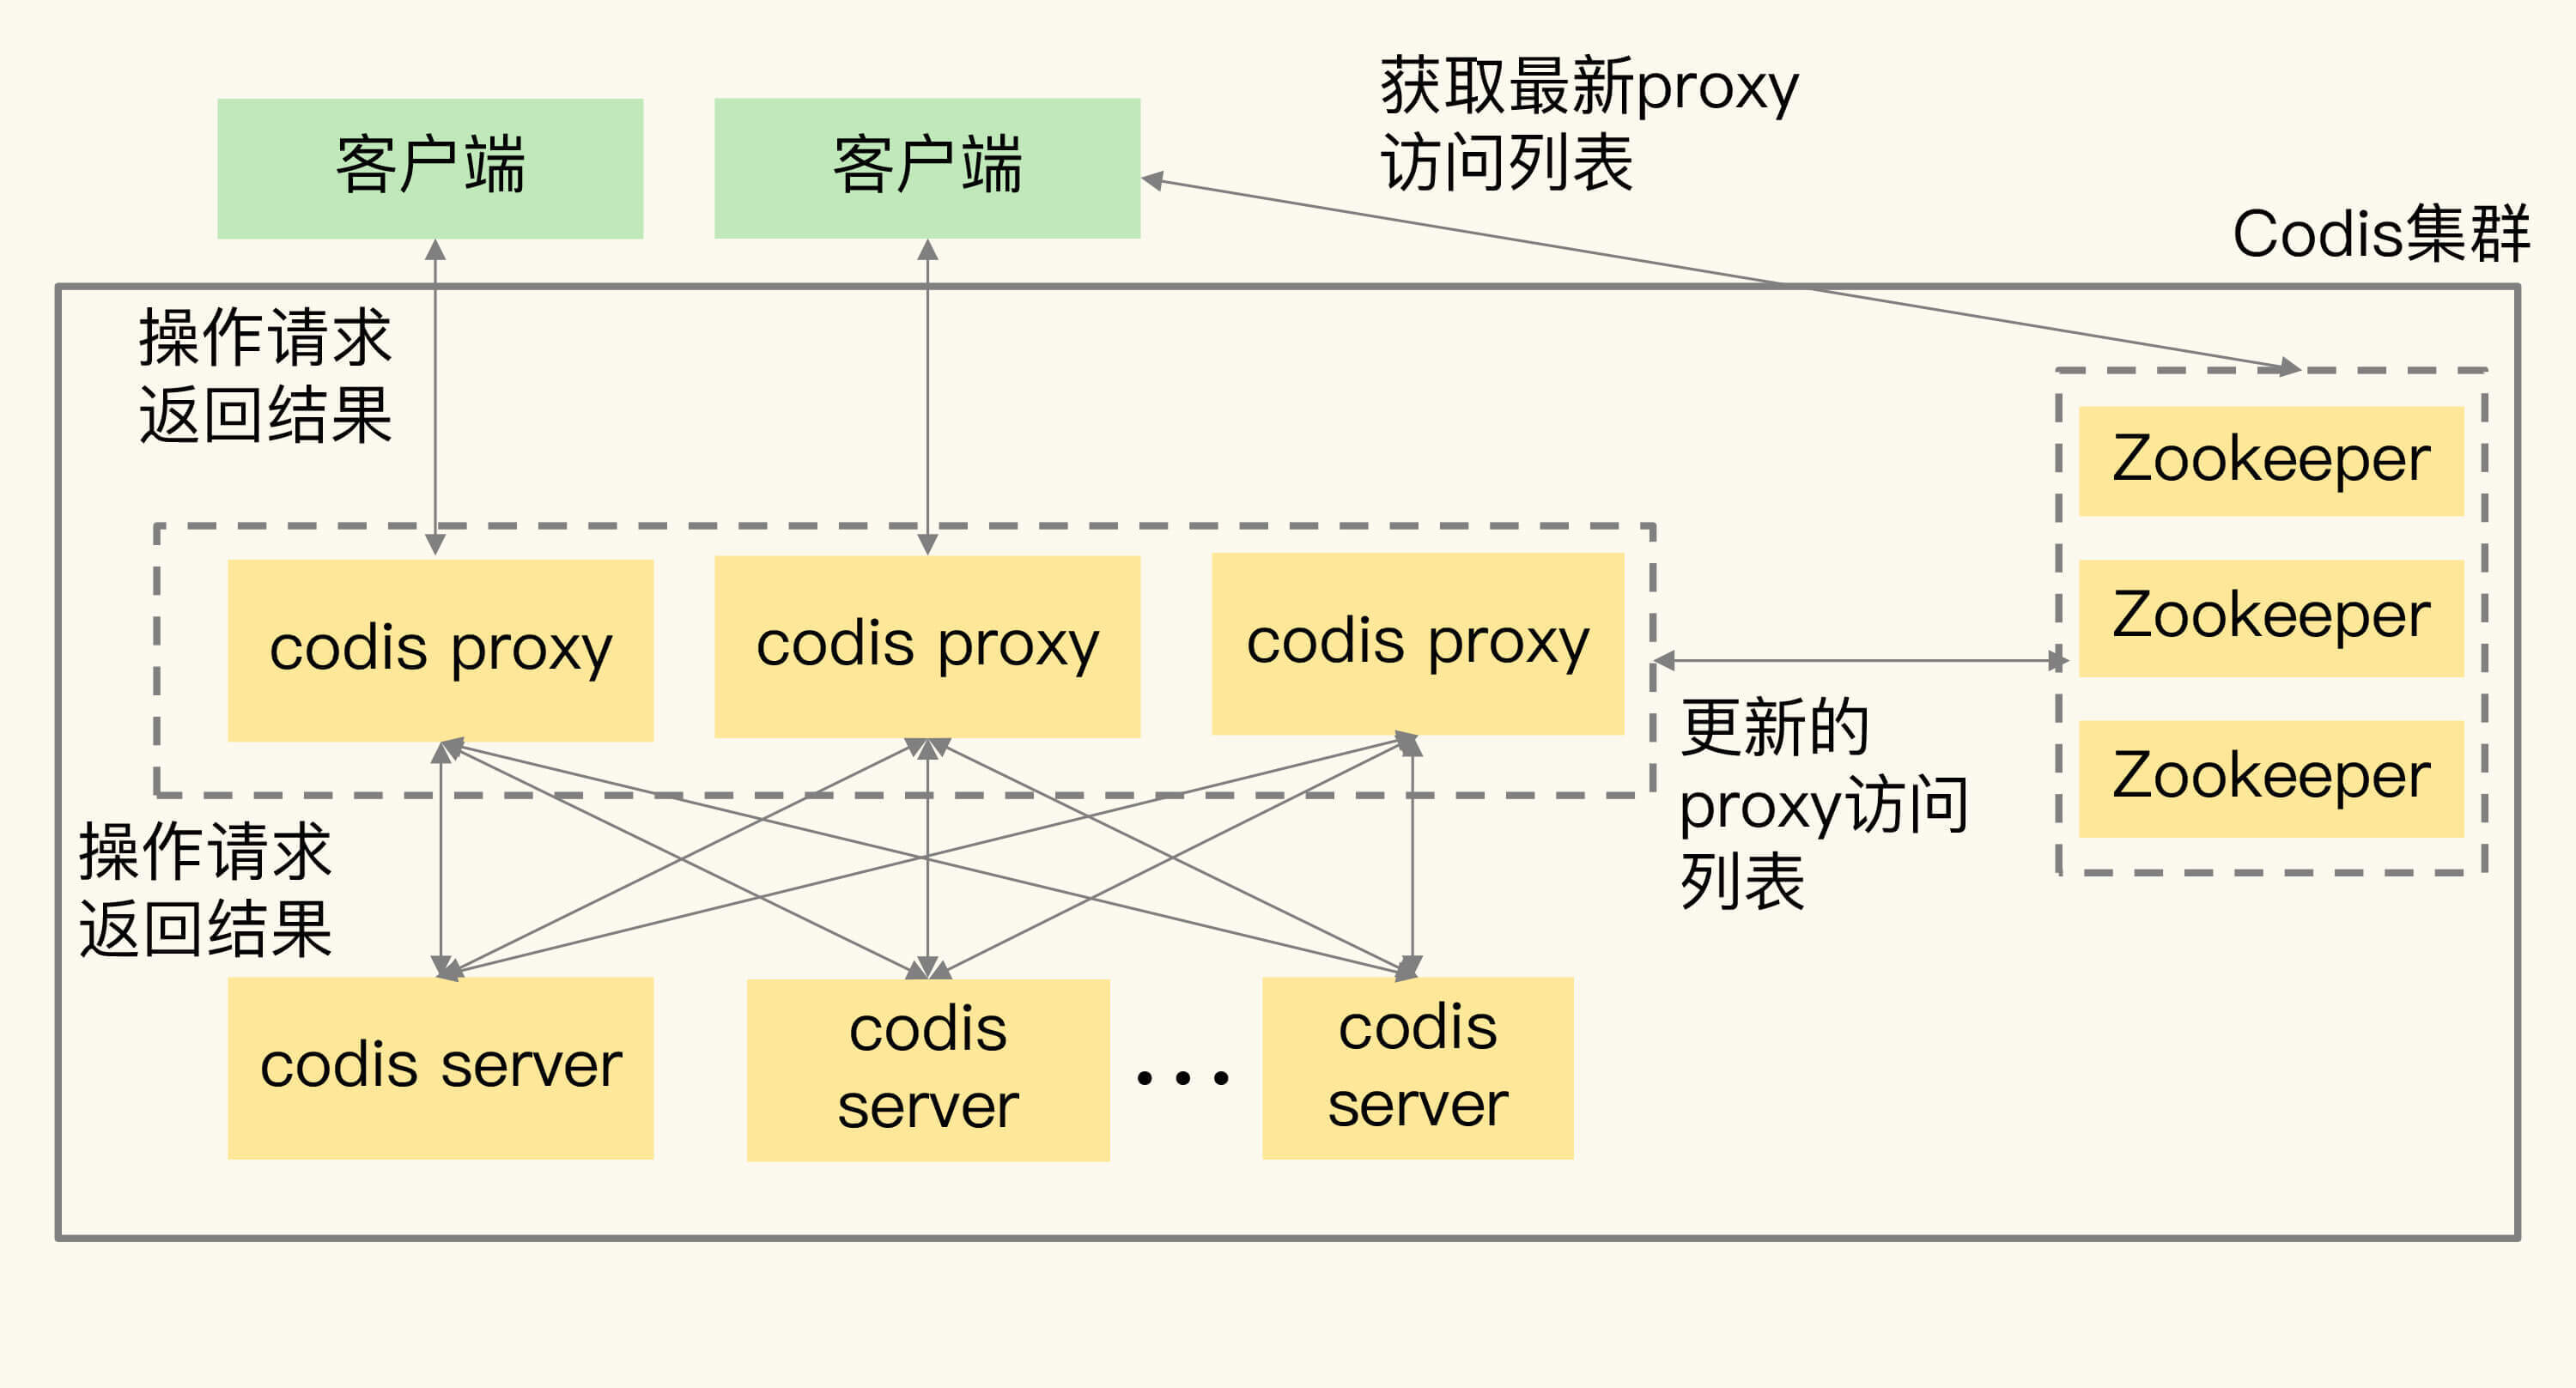 获取最新proxy
访问列表
客户端
客户端
Codis集群
操作请求
返回结果
Zookeeper
codis proxy
codis proxy
codis proxy
Zookeeper
更新的
proxy访问
列表
Zookeeper
操作请求
返回结果
codis server
codis
server
...
codis
server